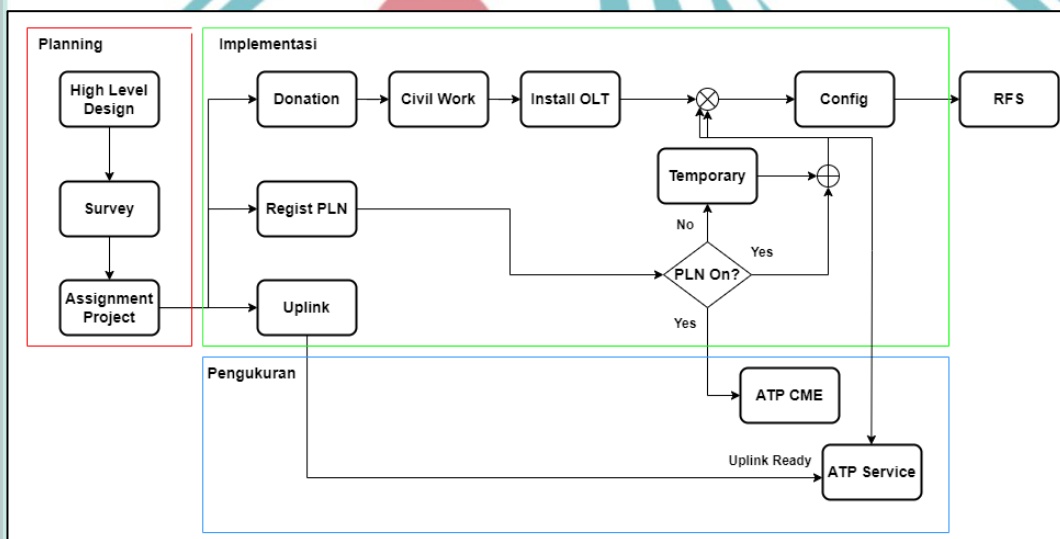 Planning
Implementasi
High Level
Design
Donation
Civil Work
Install OLT
Config
RFS
Survey
Regist PLN
Temporary
No
Yes
PLN On?
Assignment
Project
Uplink
Yes
Pengukuran
ATP CME
Uplink Ready
ATP Service